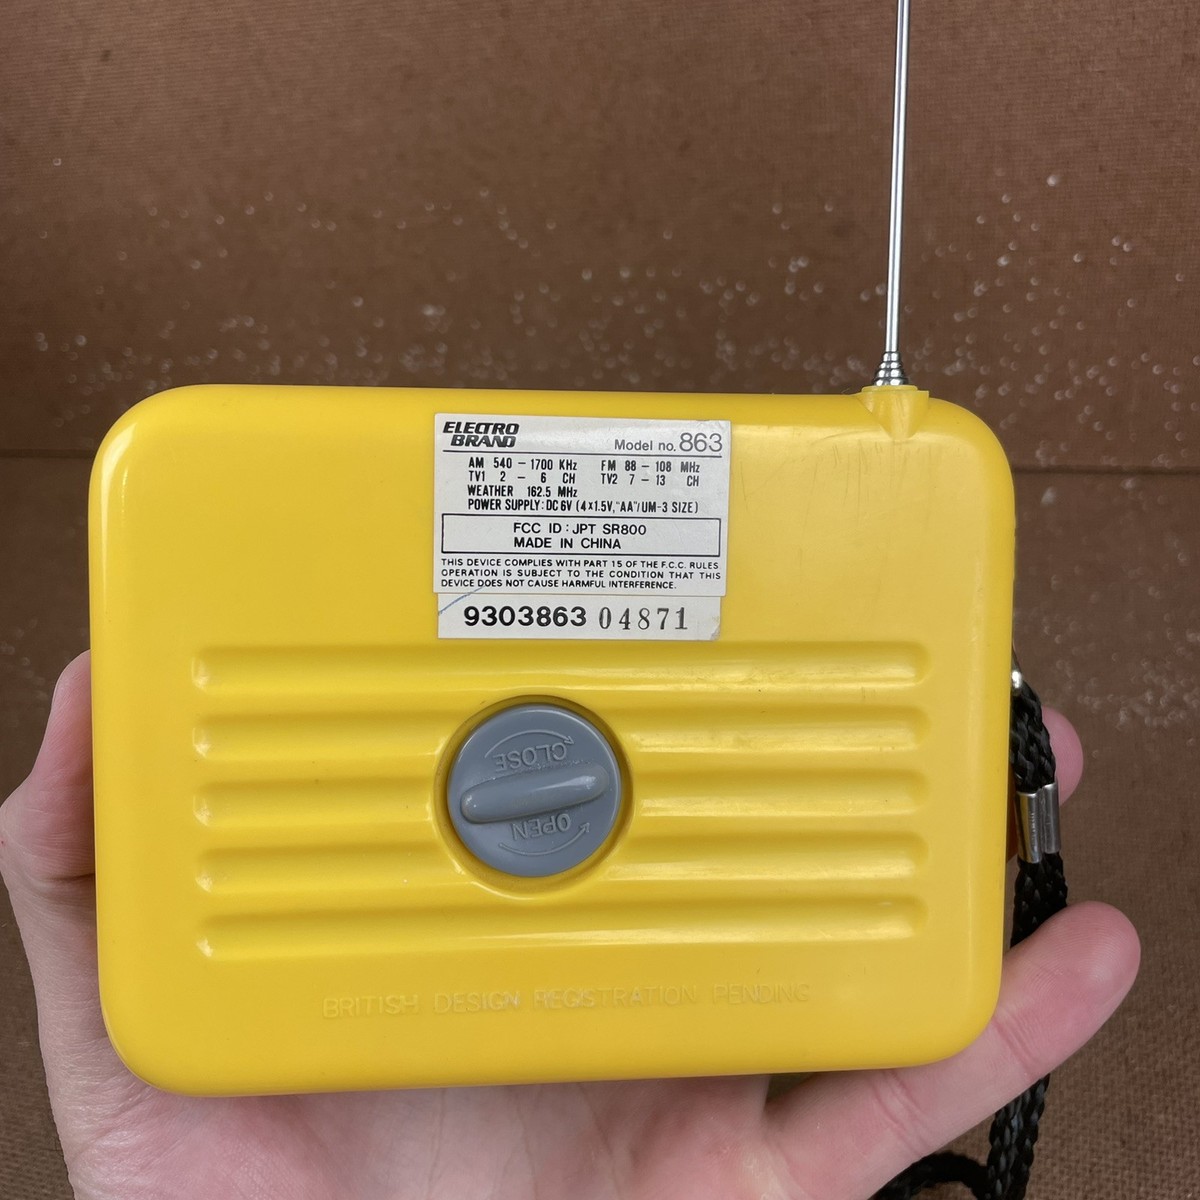 ELECTRO
BRAND
Model no. 863
AM 540 - 1700 KHz FM 88 - 108 MHz
TV1 2 - 6 CH TV2 7 - 13 CH
WEATHER 162.5 MHz
POWER SUPPLY: DC 6V (4x1.5V, "AA"/UM-3 SIZE)
FCC ID: JPT SR800
MADE IN CHINA
THIS DEVICE COMPLIES WITH PART 15 OF THE F.C.C. RULES
OPERATION IS SUBJECT TO THE CONDITION THAT THIS
DEVICE DOES NOT CAUSE HARMFUL INTERFERENCE.
9303863 04871
CLOSE
OPEN
BRITISH DESIGN REGISTRATION PENDING